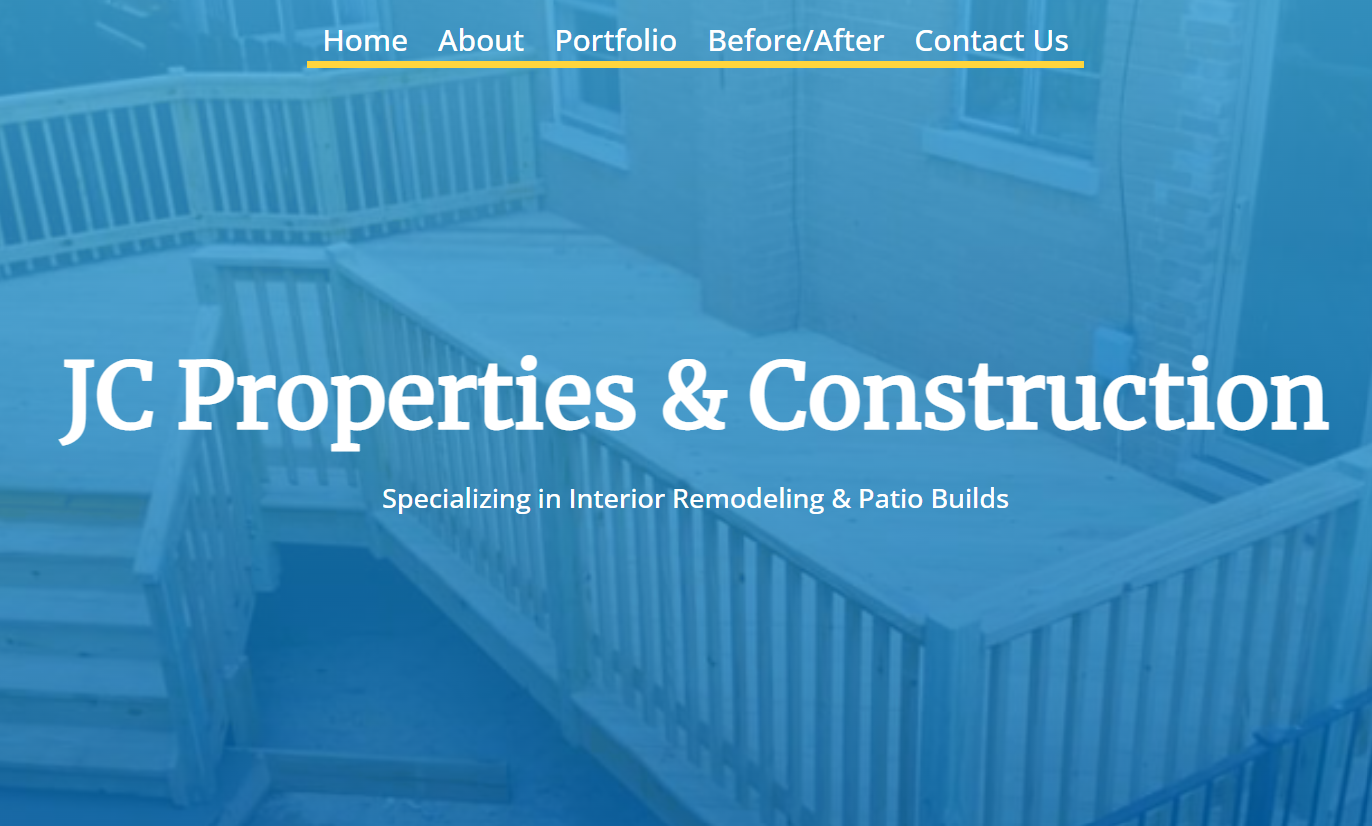 Home About Portfolio Before/After Contact Us
JC Properties & Construction
Specializing in Interior Remodeling & Patio Builds